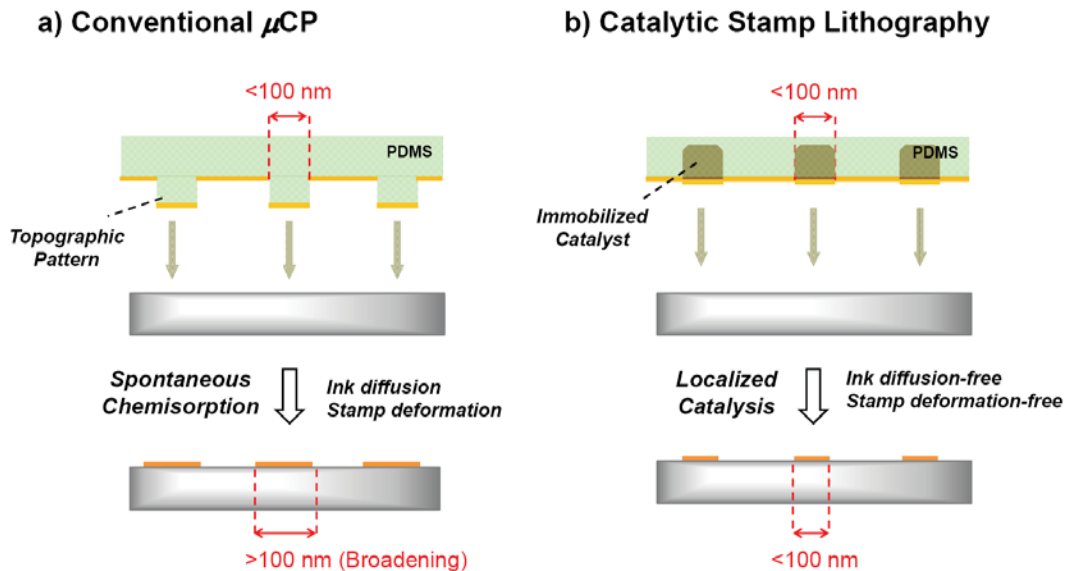 a) Conventional μCP
<100 nm
PDMS
Topographic
Pattern
Spontaneous
Chemisorption
Ink diffusion
Stamp deformation
>100 nm (Broadening)
b) Catalytic Stamp Lithography
<100 nm
PDMS
Immobilized
Catalyst
Localized
Catalysis
Ink diffusion-free
Stamp deformation-free
<100 nm